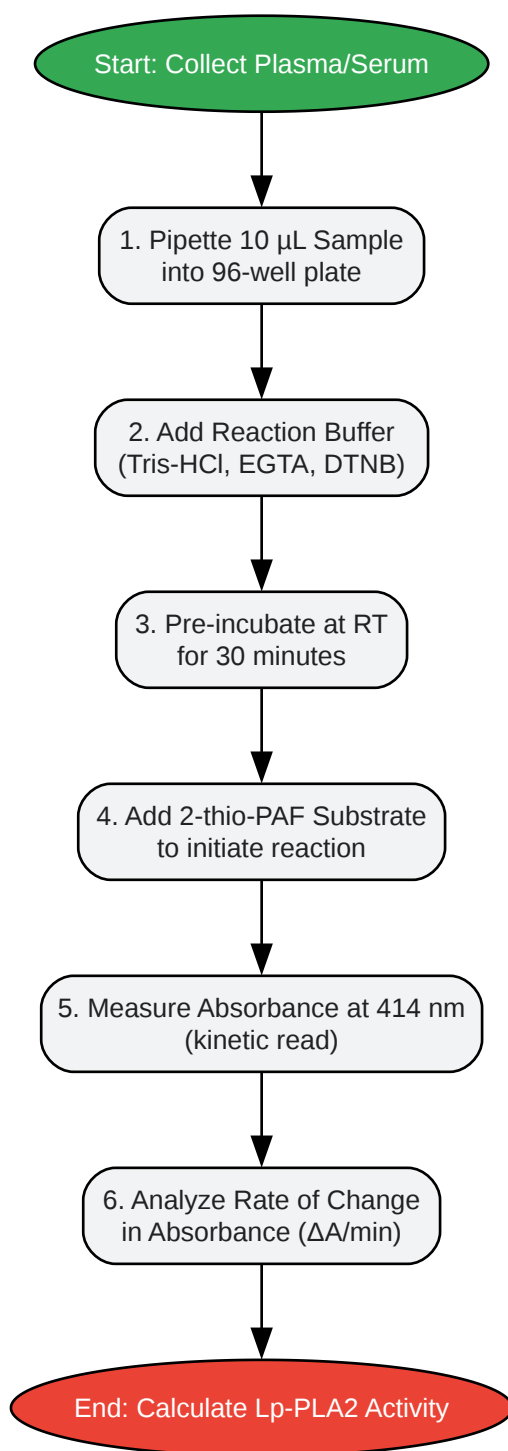 Start: Collect Plasma/Serum
1. Pipette 10 µL Sample
into 96-well plate
2. Add Reaction Buffer
(Tris-HCl, EGTA, DTNB)
3. Pre-incubate at RT
for 30 minutes
4. Add 2-thio-PAF Substrate
to initiate reaction
5. Measure Absorbance at 414 nm
(kinetic read)
6. Analyze Rate of Change
in Absorbance (ΔA/min)
End: Calculate Lp-PLA2 Activity